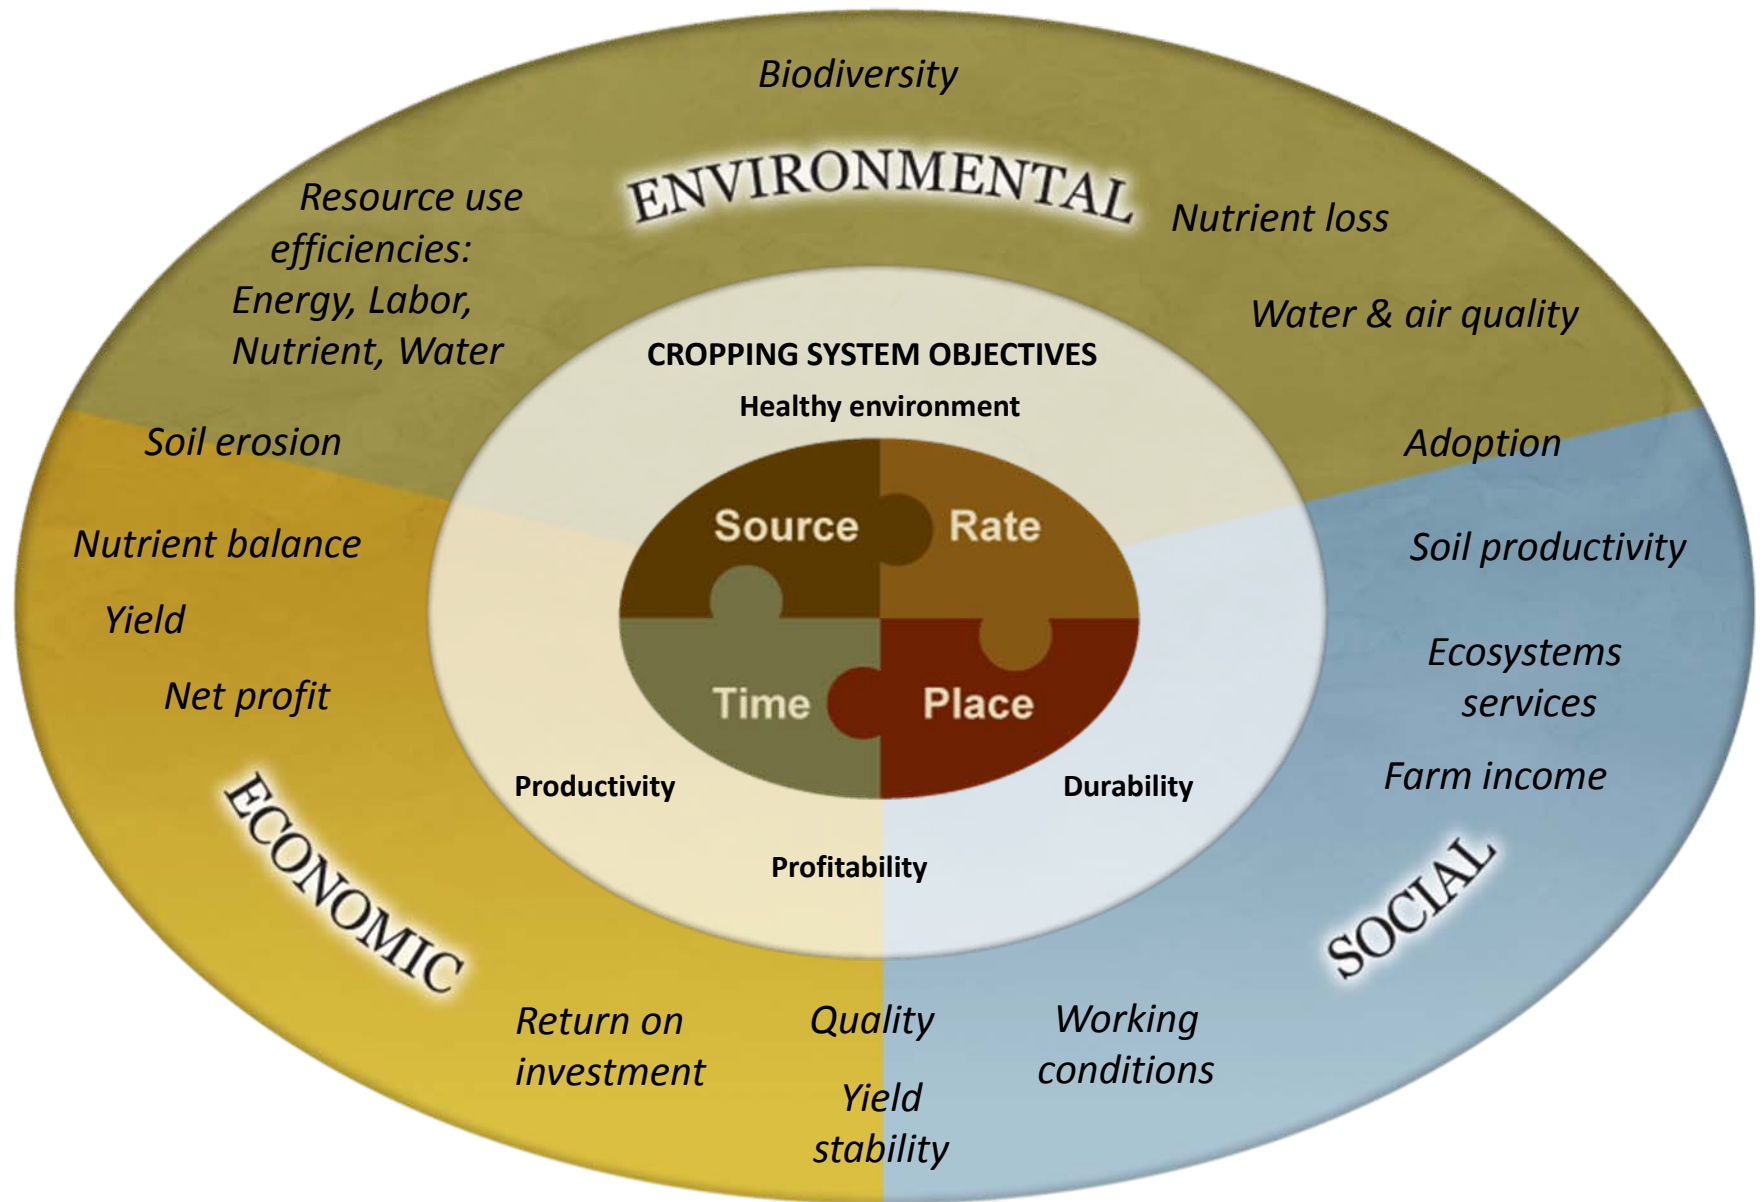 Biodiversity
ENVIRONMENTAL
Resource use
efficiencies:
Energy, Labor,
Nutrient, Water
Nutrient loss
Water & air quality
CROPPING SYSTEM OBJECTIVES
Healthy environment
Soil erosion
Adoption
Source
Rate
Nutrient balance
Soil productivity
Yield
Ecosystems
services
Net profit
Time
Place
Productivity
Durability
Farm income
Profitability
ECONOMIC
SOCIAL
Return on
investment
Quality
Working
conditions
Yield
stability